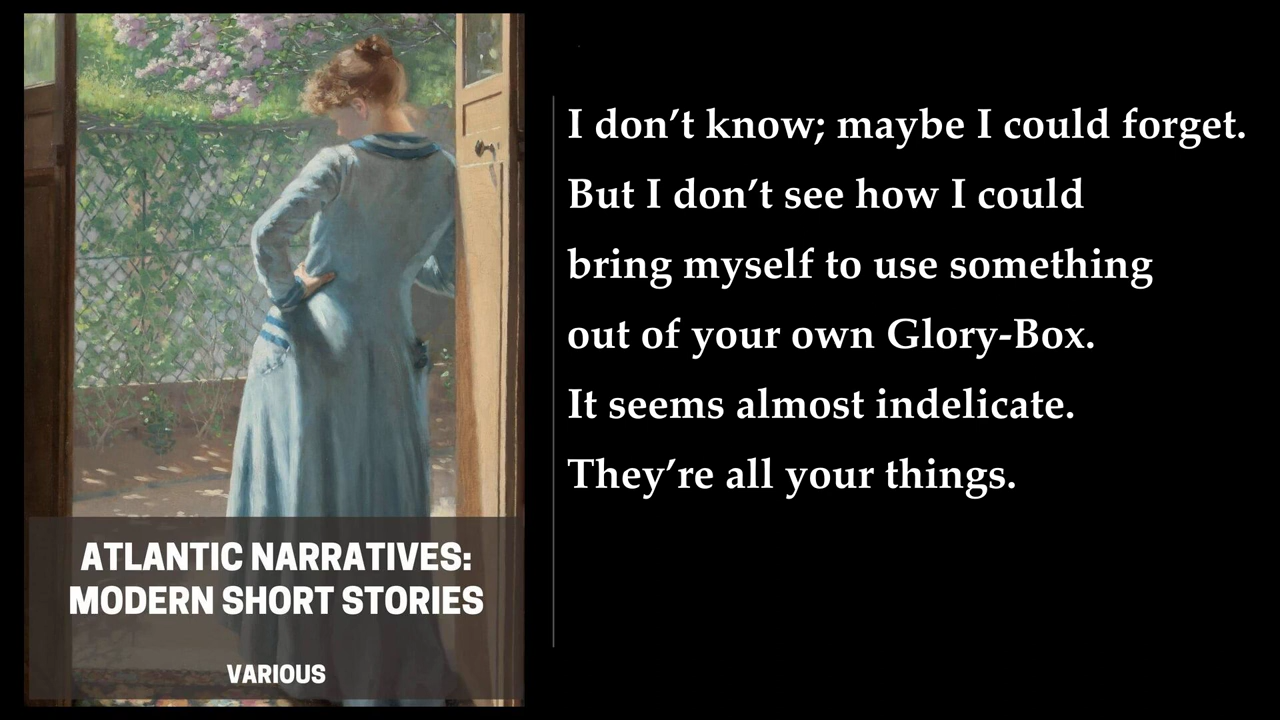 ATLANTIC NARRATIVES:
MODERN SHORT STORIES
VARIOUS
I don’t know; maybe I could forget.
But I don’t see how I could
bring myself to use something
out of your own Glory-Box.
It seems almost indelicate.
They’re all your things.